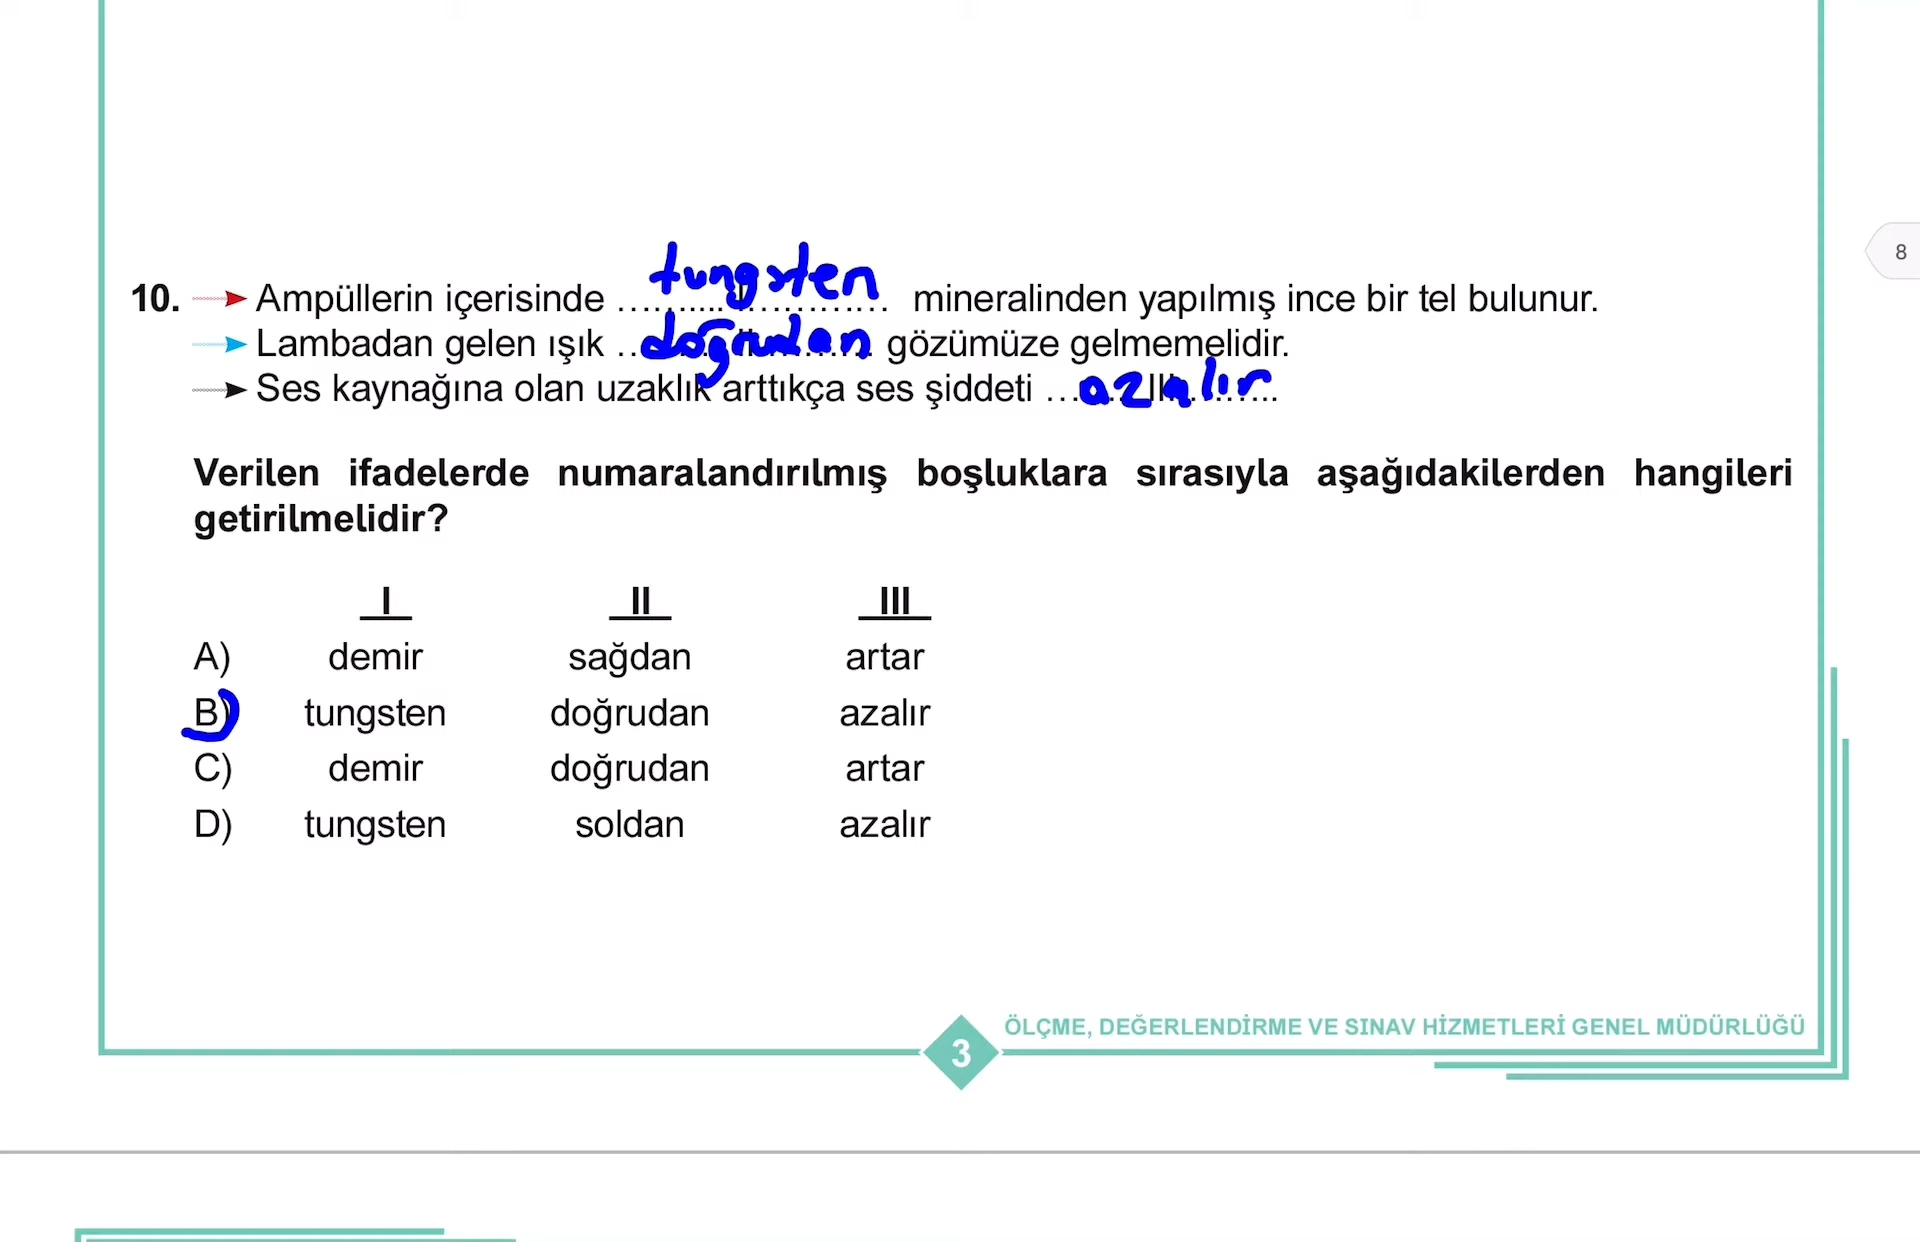 8
10. Ampüllerin içerisinde ......... tungsten ......... mineralinden yapılmış ince bir tel bulunur.
Lambadan gelen ışık ...... doğrudan ...... gözümüze gelmemelidir.
Ses kaynağına olan uzaklık arttıkça ses şiddeti ...... azalır ......
Verilen ifadelerde numaralandırılmış boşluklara sırasıyla aşağıdakilerden hangileri
getirilmelidir?
I II III
A) demir sağdan artar
B) tungsten doğrudan azalır
C) demir doğrudan artar
D) tungsten soldan azalır
ÖLÇME, DEĞERLENDİRME VE SINAV HİZMETLERİ GENEL MÜDÜRLÜĞÜ
3